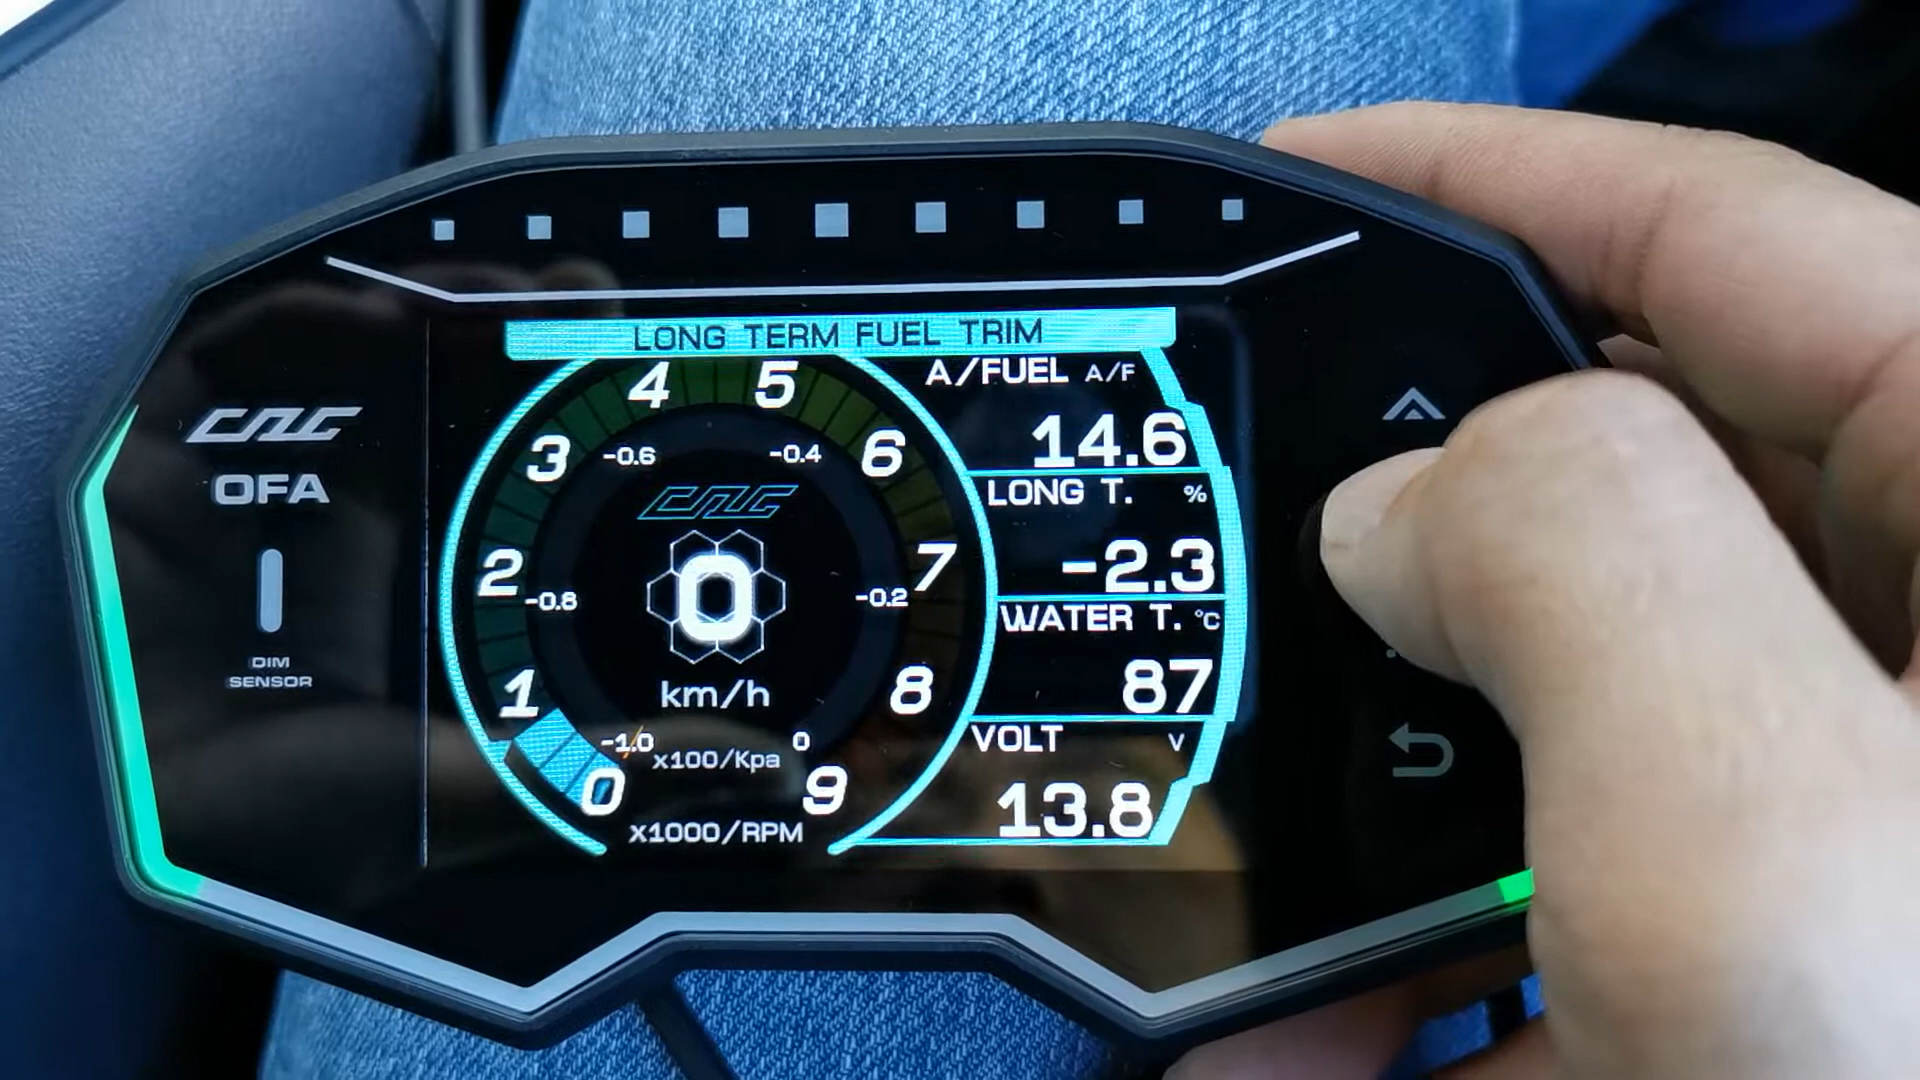 CRG
OFA
DIM
SENSOR
LONG TERM FUEL TRIM
4 5
3 6
2 7
1 8
0 9
-0.6 -0.4
-0.8 -0.2
-1.0 0
CRG
0
km/h
x100/Kpa
x1000/RPM
A/FUEL A/F
14.6
LONG T. %
-2.3
WATER T. °C
87
VOLT V
13.8